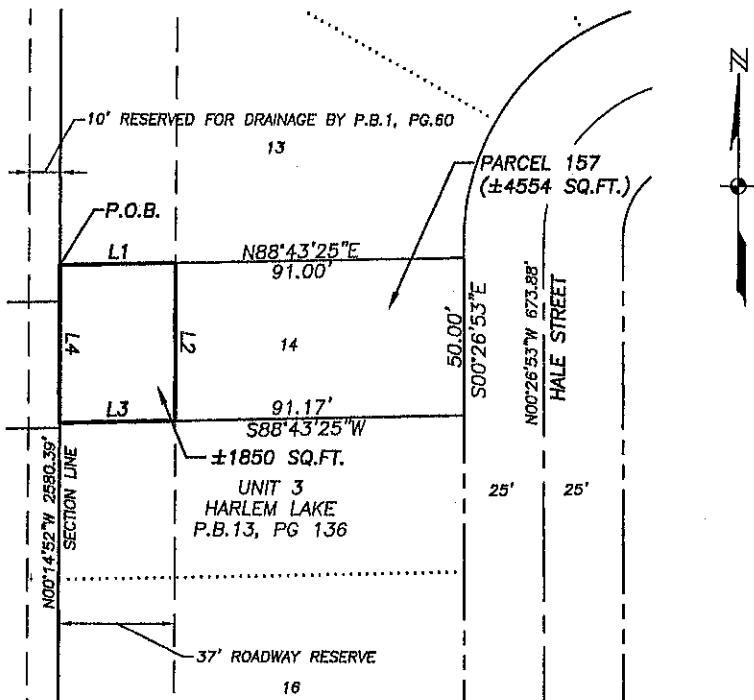 10' RESERVED FOR DRAINAGE BY P.B.1, PG.60
13
N
PARCEL 157
(±4554 SQ.FT.)
P.O.B.
L1
N88°43'25"E
91.00'
L4
L2
14
50.00'
S00°26'53"E
N00°26'53"W 673.88'
HALE STREET
L3
91.17'
S88°43'25"W
±1850 SQ.FT.
UNIT 3
HARLEM LAKE
P.B.13, PG 136
25'
25'
N00°14'52"W 2580.39'
SECTION LINE
37' ROADWAY RESERVE
16